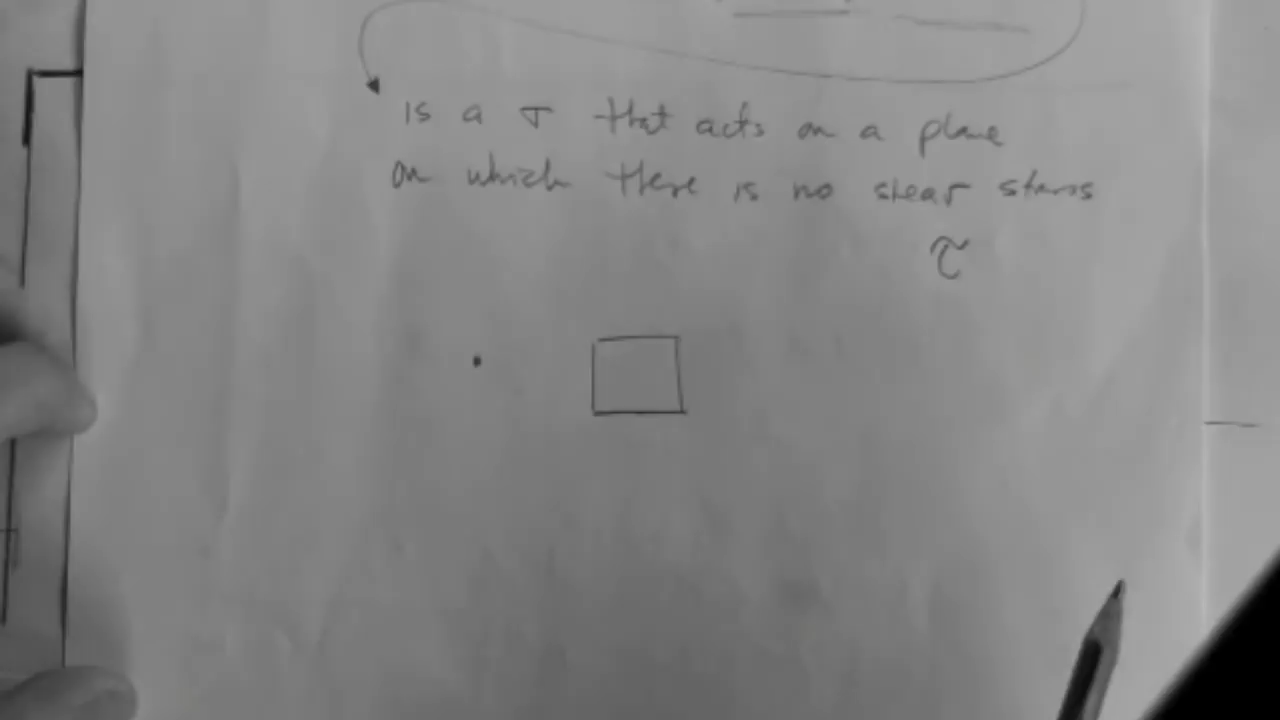 is a σ that acts on a plane
on which there is no shear stress
τ